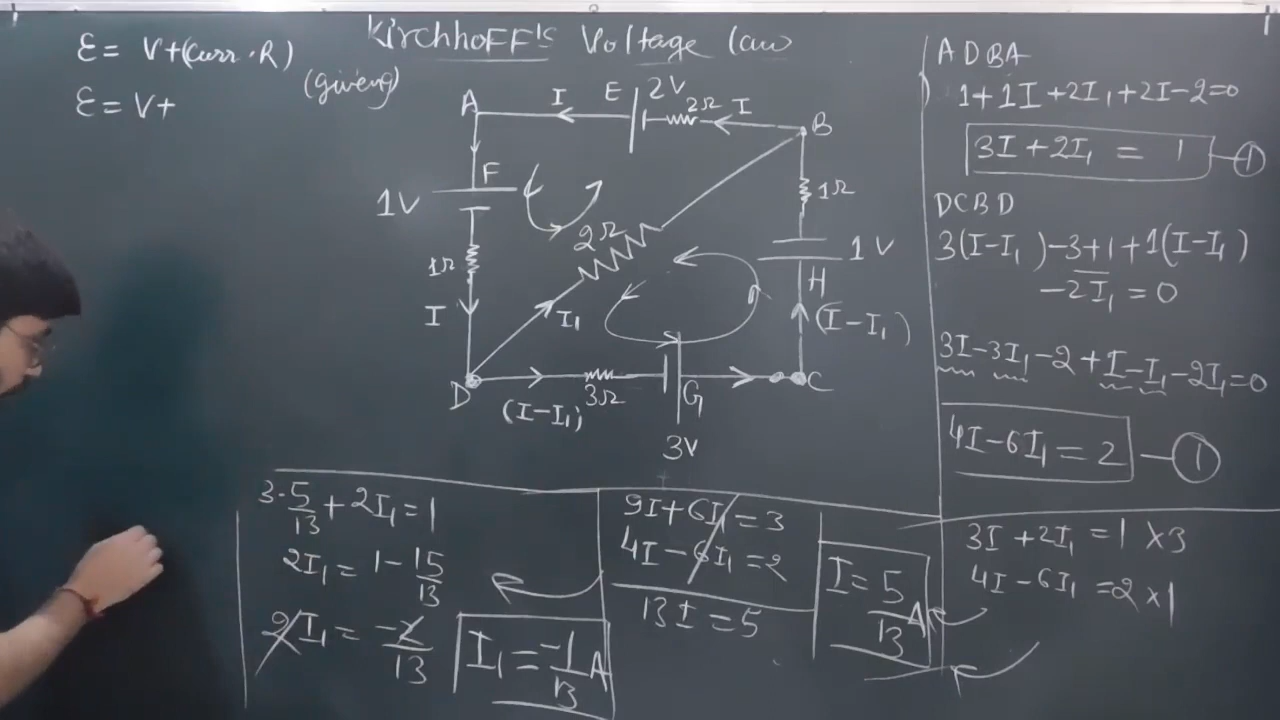 Kirchhoff's Voltage law
ε = V+(Curr·R)
(giving)
ε = V+
A
I
E
2V
2Ω
I
B
F
1V
1Ω
I
2Ω
I₁
1Ω
1 V
H
(I-I₁)
D
(I-I₁)
3Ω
G
C
3V
A D B A
1+1I+2I₁+2I-2=0
3I+2I₁ = 1 -①
DCBD
3(I-I₁)-3+1+1(I-I₁)
-2I₁=0
3I-3I₁-2+I-I₁-2I₁=0
4I-6I₁=2 -①
3I+2I₁=1 ×3
4I-6I₁=2 ×1
9I+6I₁=3
4I-6I₁=2
13I=5
I=5/13 A
3·5/13+2I₁=1
2I₁=1-15/13
2I₁=-2/13
I₁=-1/13 A